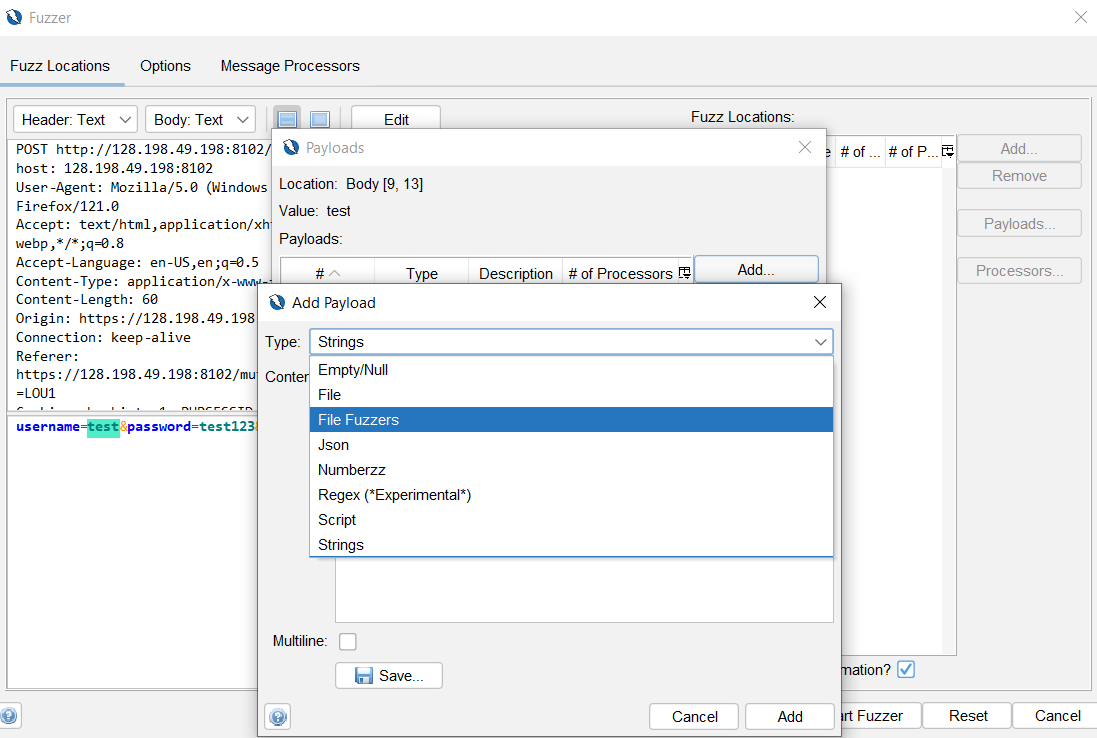 Fuzzer
Fuzz Locations Options Message Processors
Header: Text Body: Text Edit Fuzz Locations:
POST http://128.198.49.198:8102/
host: 128.198.49.198:8102
User-Agent: Mozilla/5.0 (Windows
Firefox/121.0
Accept: text/html,application/xh
webp,*/*;q=0.8
Accept-Language: en-US,en;q=0.5
Content-Type: application/x-www-
Content-Length: 60
Origin: https://128.198.49.198
Connection: keep-alive
Referer:
https://128.198.49.198:8102/mu
=LOU1
username=test&password=test123
# of ... # of P...
Add...
Remove
Payloads...
Processors...
Payloads
Location: Body [9, 13]
Value: test
Payloads:
# Type Description # of Processors Add...
Add Payload
Type: Strings
Conten
Empty/Null
File
File Fuzzers
Json
Numberzz
Regex (*Experimental*)
Script
Strings
Multiline:
Save...
Cancel Add
mation?
art Fuzzer Reset Cancel